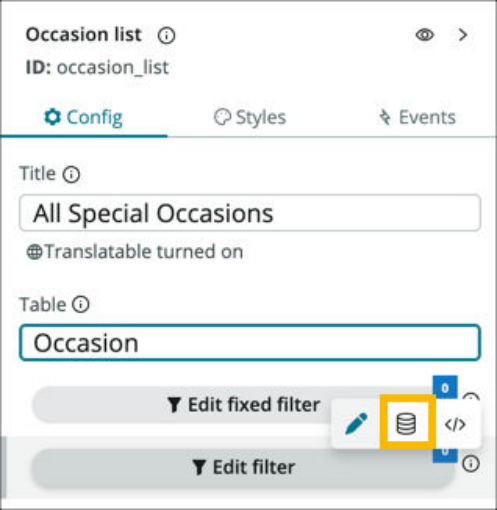 Occasion list
ID: occasion_list
Config Styles Events
Title
All Special Occasions
Translatable turned on
Table
Occasion
0
Edit fixed filter
</>
0
Edit filter